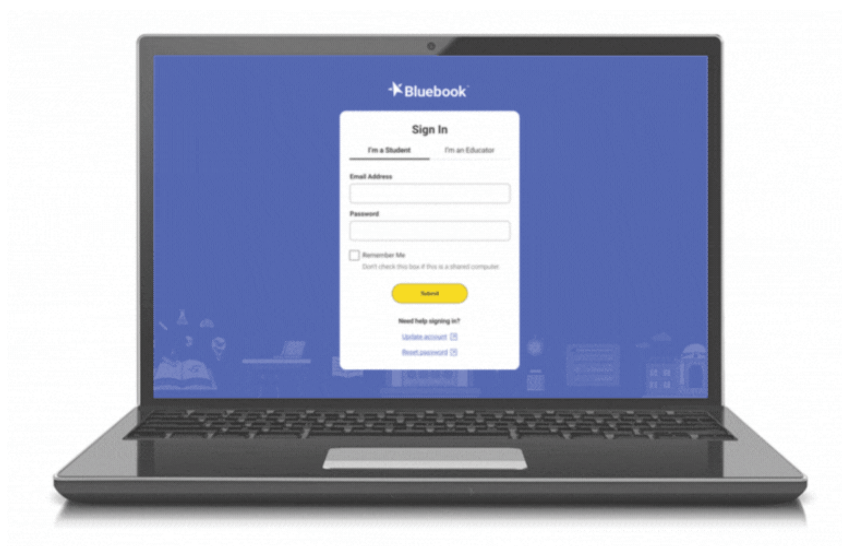 Bluebook
Sign In
I'm a Student I'm an Educator
Email Address
Password
Remember Me
Don't check this box if this is a shared computer.
Submit
Need help signing in?
Update account
Reset password